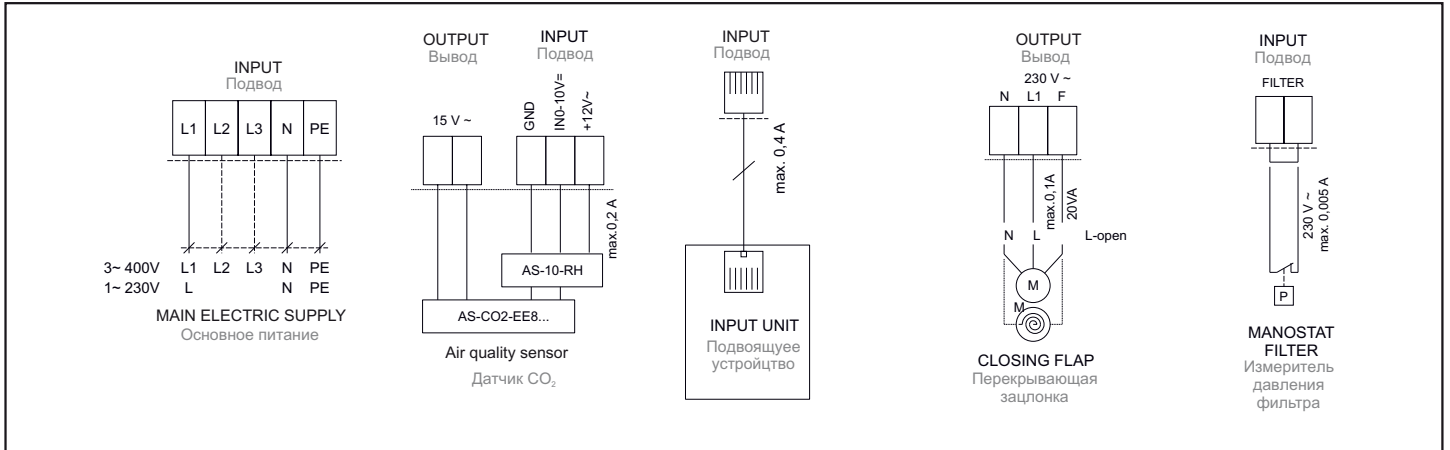 INPUT
Подвод
L1 L2 L3 N PE
3~ 400V L1 L2 L3 N PE
1~ 230V L N PE
MAIN ELECTRIC SUPPLY
Основное питание
OUTPUT
Вывод
INPUT
Подвод
15 V ~
GND
IN0-10V=
+12V~
max.0,2 A
AS-10-RH
AS-CO2-EE8...
Air quality sensor
Датчик CO₂
INPUT
Подвод
max. 0,4 A
INPUT UNIT
Подвоящуее
устройцтво
OUTPUT
Вывод
230 V ~
N L1 F
max.0,1A
20VA
N L L-open
M
M
CLOSING FLAP
Перекрывающая
зацлонка
INPUT
Подвод
FILTER
230 V ~
max. 0,005 A
P
MANOSTAT
FILTER
Измеритель
давления
фильтра